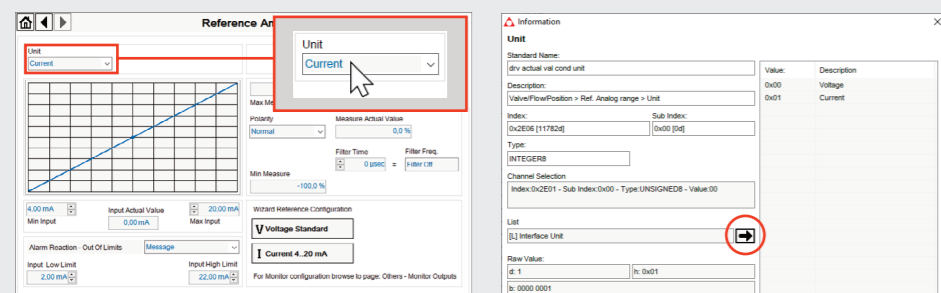 Reference An
Unit
Current
Unit
Current
Max Me
Polarity
Measure Actual Value
Normal
0,0 %
Filter Time
Filter Freq.
0 µsec
=
Filter Off
Min Measure
-100,0 %
4,00 mA
Input Actual Value
20,00 mA
Min Input
0,00 mA
Max Input
Wizard Reference Configuration
V Voltage Standard
I Current 4..20 mA
Alarm Reaction - Out Of Limits
Message
Input Low Limit
Input High Limit
2,00 mA
22,00 mA
For Monitor configuration browse to page: Others - Monitor Outputs
Information
Unit
Standard Name:
drv actual val cond unit
Description:
Valve/Flow/Position > Ref. Analog range > Unit
Index:
Sub Index:
0x2E06 [11782d]
0x00 [0d]
Type:
INTEGER8
Channel Selection
Index:0x2E01 - Sub Index:0x00 - Type:UNSIGNED8 - Value:00
List
[L] Interface Unit
Raw Value:
d: 1
h: 0x01
b: 0000 0001
Value:
Description
0x00
Voltage
0x01
Current